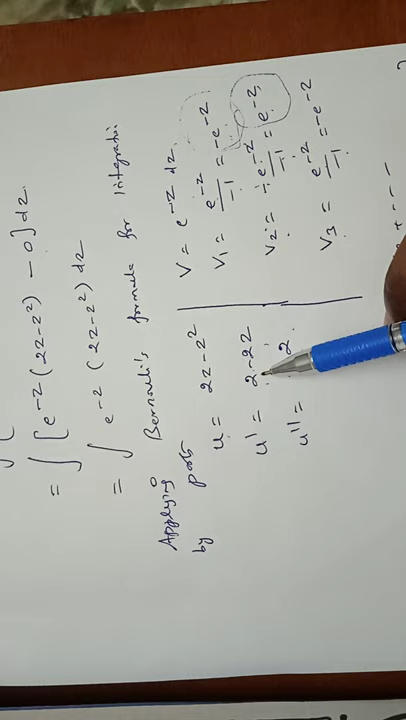 = ∫ [e^-z (2z-z²) - 0] dz
= ∫ e^-z (2z-z²) dz
Applying Bernoulli's formula for integration
by parts
u = 2z-z² V = e^-z dz
u' = 2-2z V₁ = e^-z/-1 = -e^-z
u'' = 2 V₂ = ÷e^-z/-1 = e^-z
V₃ = e^-z/-1 = -e^-z